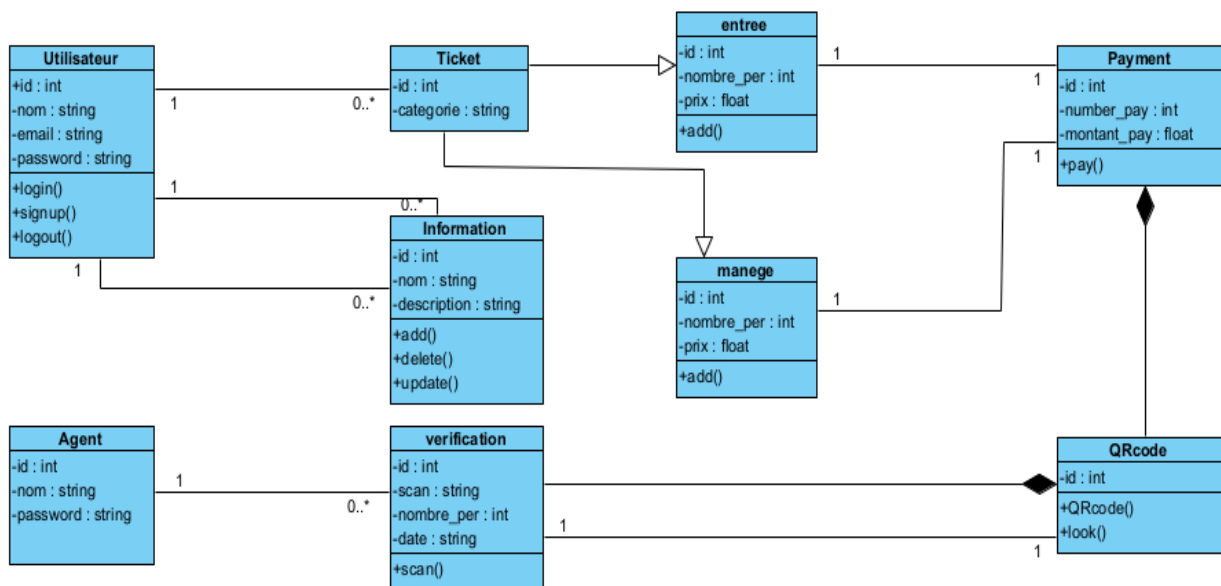 Utilisateur
+id : int
-nom : string
-email : string
-password : string
+login()
+signup()
+logout()
1
0..*
Ticket
-id : int
-categorie : string
entree
-id : int
-nombre_per : int
-prix : float
+add()
1
1
Payment
-id : int
-number_pay : int
-montant_pay : float
+pay()
1
0..*
1
0..*
Information
-id : int
-nom : string
-description : string
+add()
+delete()
+update()
manege
-id : int
-nombre_per : int
-prix : float
+add()
1
1
Agent
-id : int
-nom : string
-password : string
1
0..*
verification
-id : int
-scan : string
-nombre_per : int
-date : string
+scan()
1
1
QRcode
-id : int
+QRcode()
+look()